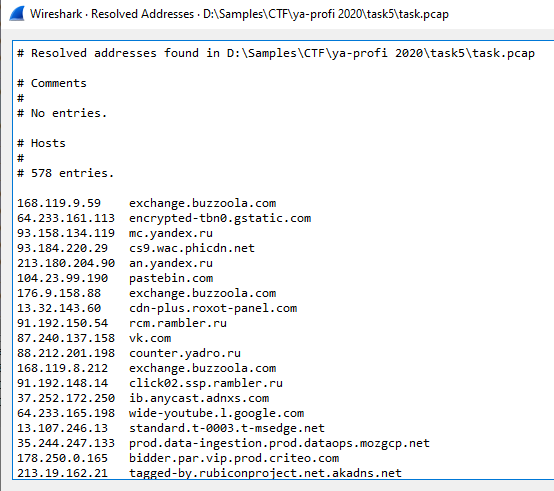 Wireshark · Resolved Addresses · D:\Samples\CTF\ya-profi 2020\task5\task.pcap
# Resolved addresses found in D:\Samples\CTF\ya-profi 2020\task5\task.pcap
# Comments
#
# No entries.
# Hosts
#
# 578 entries.
168.119.9.59 exchange.buzzoola.com
64.233.161.113 encrypted-tbn0.gstatic.com
93.158.134.119 mc.yandex.ru
93.184.220.29 cs9.wac.phicdn.net
213.180.204.90 an.yandex.ru
104.23.99.190 pastebin.com
176.9.158.88 exchange.buzzoola.com
13.32.143.60 cdn-plus.roxot-panel.com
91.192.150.54 rcm.rambler.ru
87.240.137.158 vk.com
88.212.201.198 counter.yadro.ru
168.119.8.212 exchange.buzzoola.com
91.192.148.14 click02.ssp.rambler.ru
37.252.172.250 ib.anycast.adnxs.com
64.233.165.198 wide-youtube.l.google.com
13.107.246.13 standard.t-0003.t-msedge.net
35.244.247.133 prod.data-ingestion.prod.dataops.mozgcp.net
178.250.0.165 bidder.par.vip.prod.criteo.com
213.19.162.21 tagged-by.rubiconproject.net.akadns.net